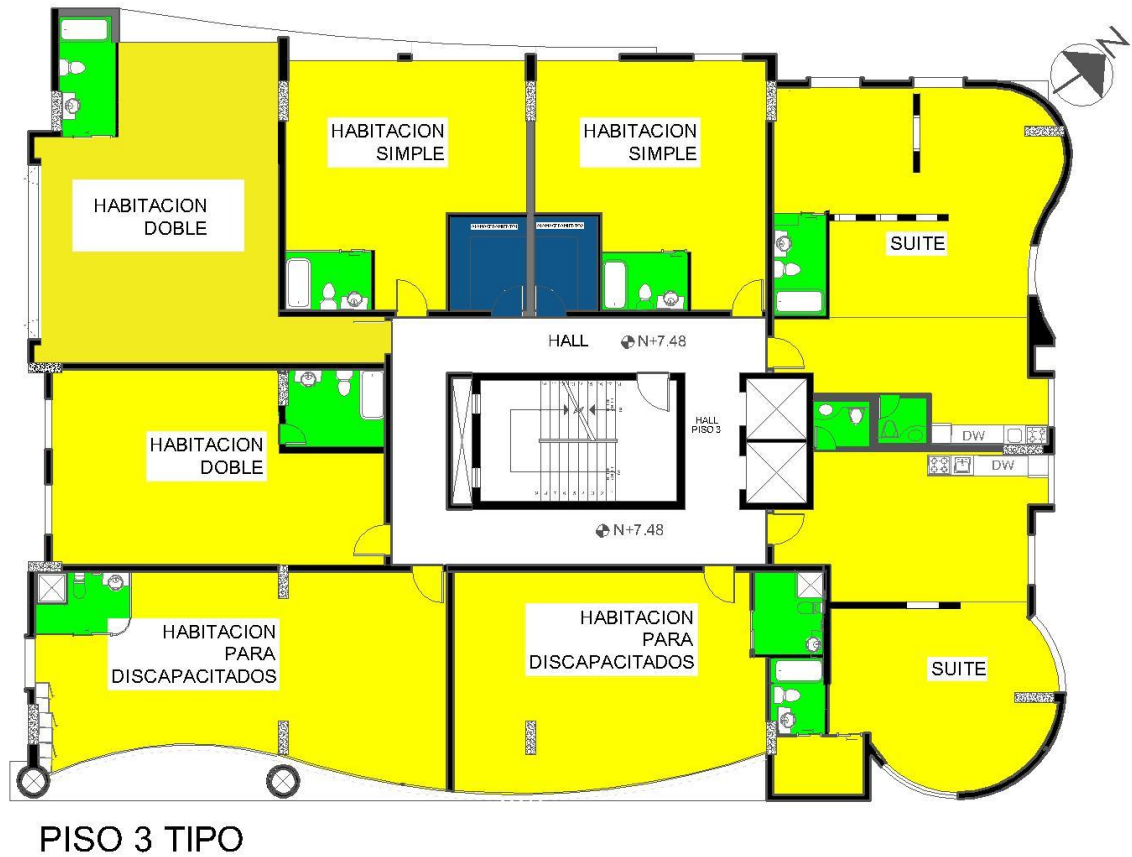 N
HABITACION
SIMPLE
HABITACION
SIMPLE
HABITACION
DOBLE
SUITE
HALL
N+7.48
HALL
PISO 3
HABITACION
DOBLE
DW
DW
N+7.48
HABITACION
PARA
DISCAPACITADOS
HABITACION
PARA
DISCAPACITADOS
SUITE
PISO 3 TIPO